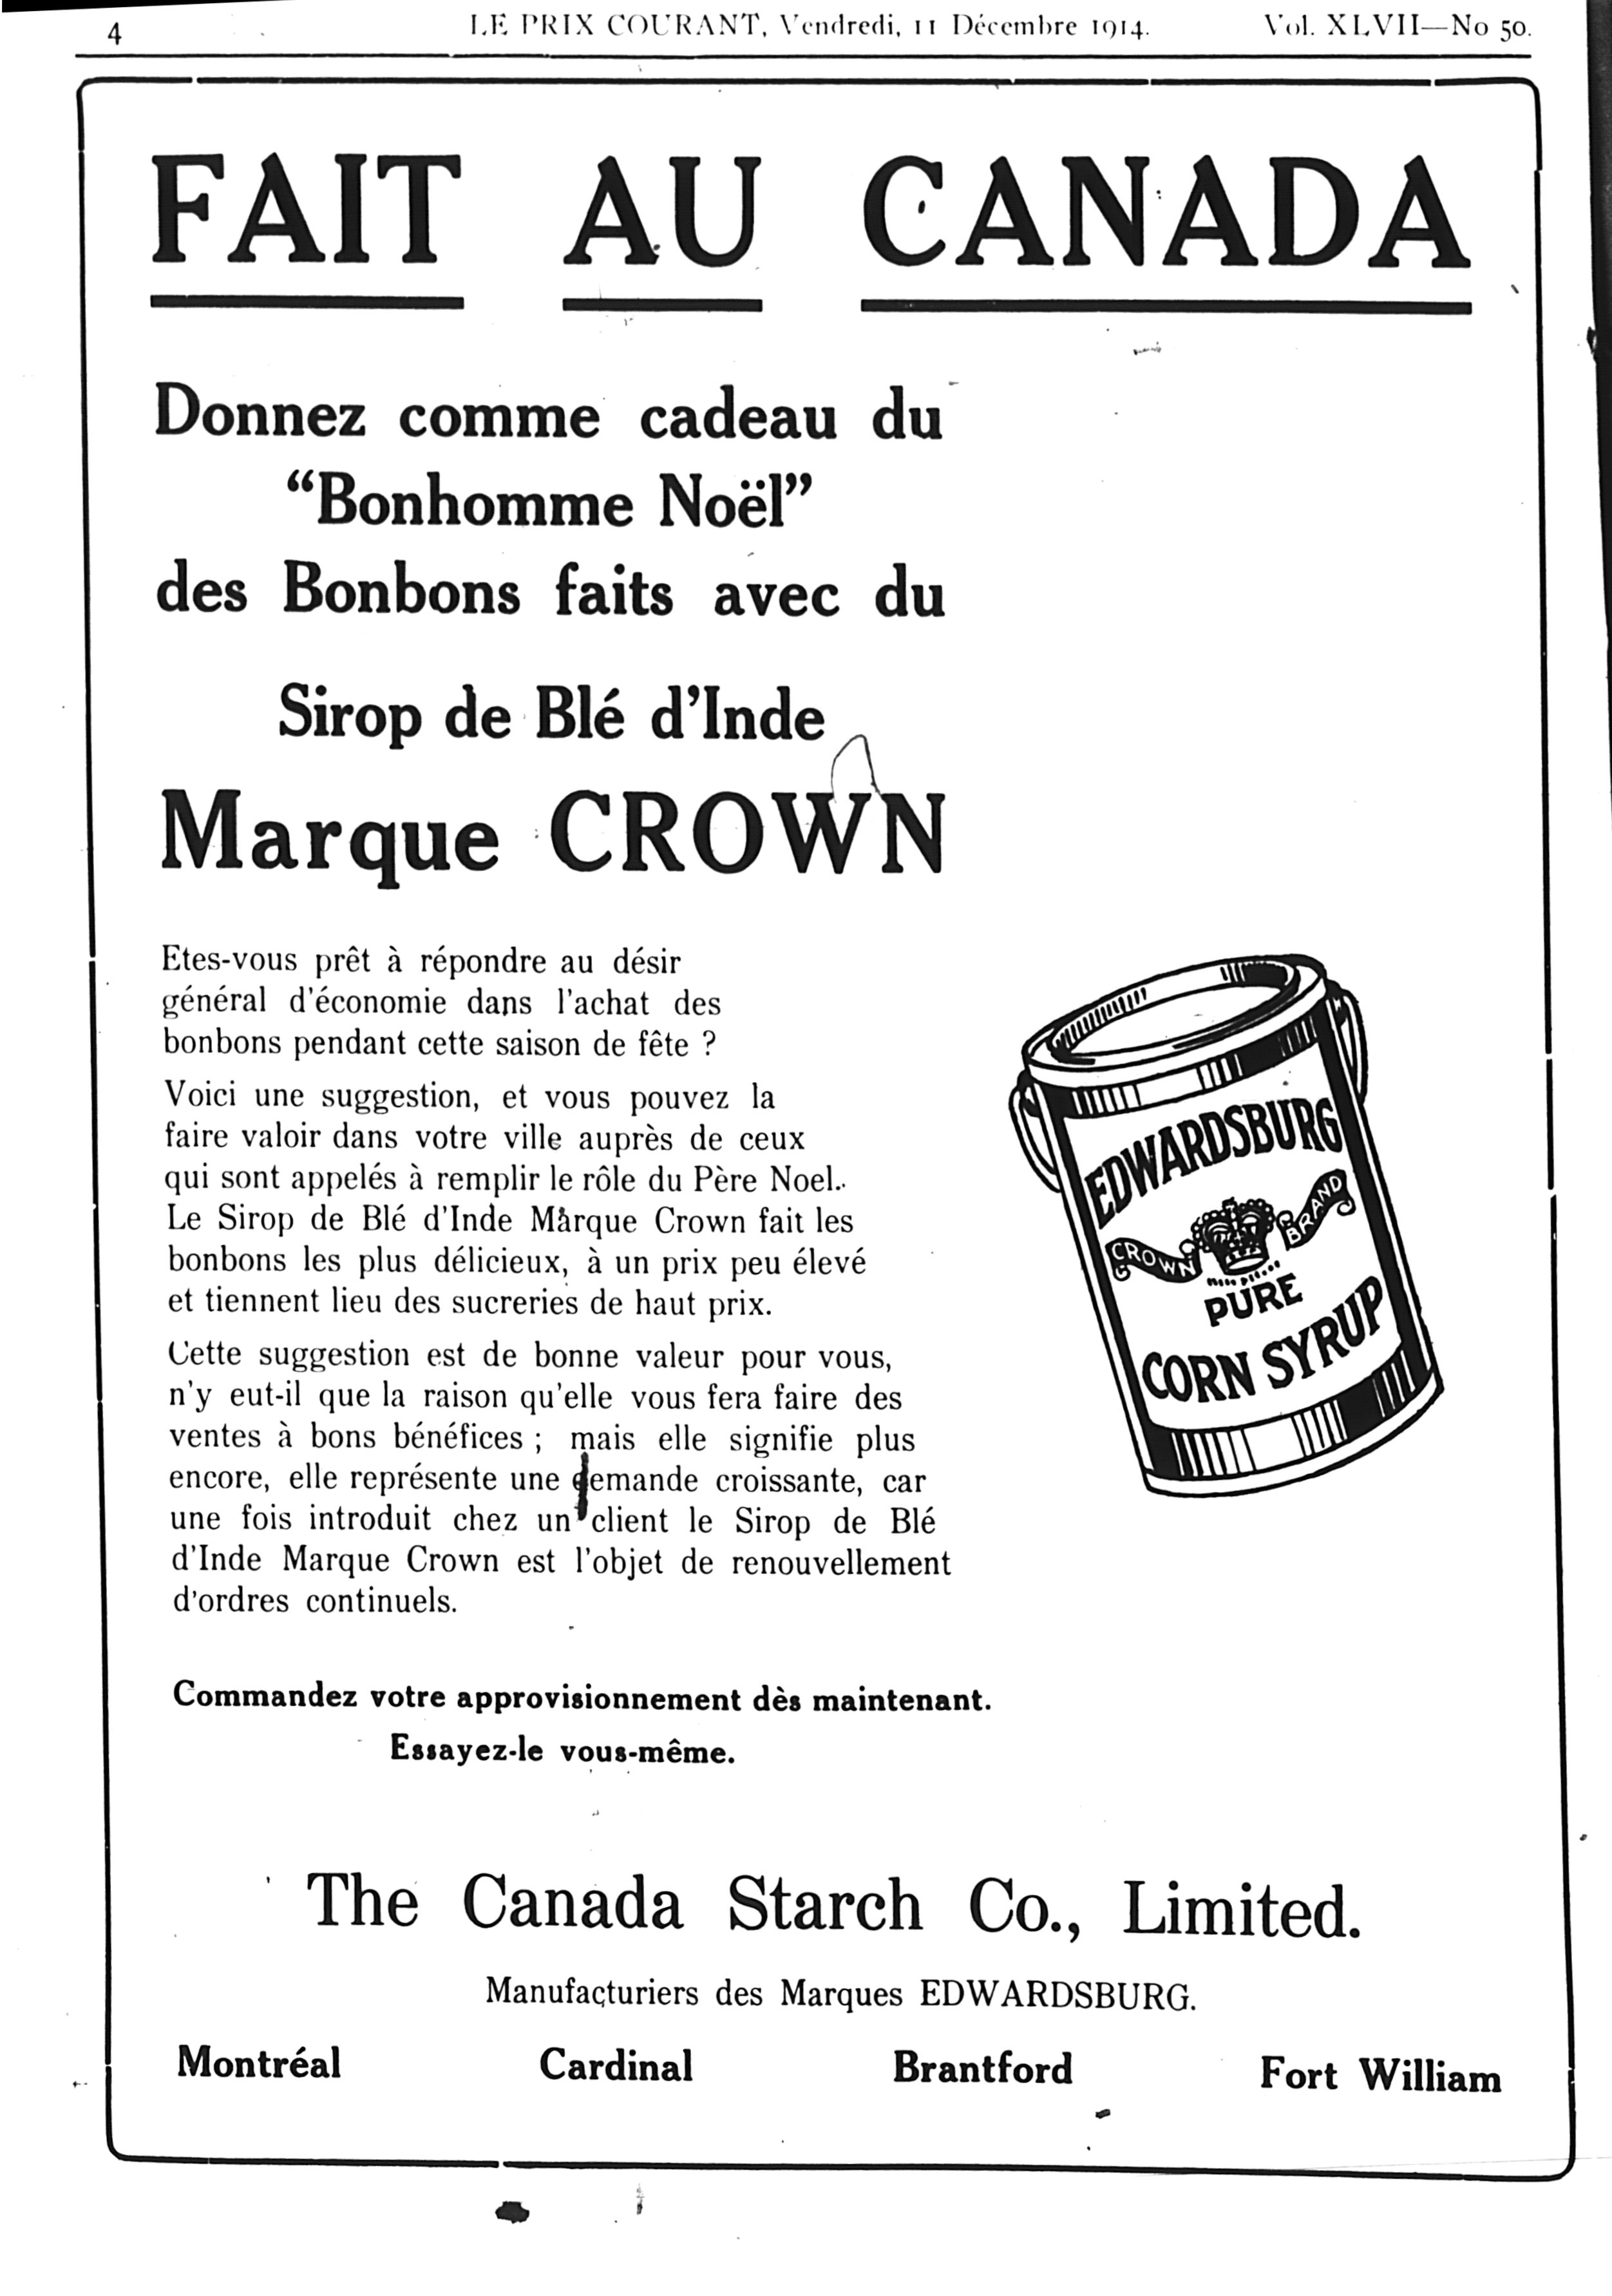 4
LE PRIX COURANT, Vendredi, 11 Décembre 1914.
Vol. XLVII—No 50.
FAIT AU CANADA
Donnez comme cadeau du
“Bonhomme Noël”
des Bonbons faits avec du
Sirop de Blé d'Inde
Marque CROWN
Etes-vous prêt à répondre au désir
général d'économie dans l'achat des
bonbons pendant cette saison de fête ?
Voici une suggestion, et vous pouvez la
faire valoir dans votre ville auprès de ceux
qui sont appelés à remplir le rôle du Père Noel.
Le Sirop de Blé d'Inde Marque Crown fait les
bonbons les plus délicieux, à un prix peu élevé
et tiennent lieu des sucreries de haut prix.
Cette suggestion est de bonne valeur pour vous,
n'y eut-il que la raison qu'elle vous fera faire des
ventes à bons bénéfices ; mais elle signifie plus
encore, elle représente une demande croissante, car
une fois introduit chez un client le Sirop de Blé
d'Inde Marque Crown est l'objet de renouvellement
d'ordres continuels.
EDWARDSBURG
CROWN BRAND
PURE
CORN SYRUP
Commandez votre approvisionnement dès maintenant.
Essayez-le vous-même.
The Canada Starch Co., Limited.
Manufacturiers des Marques EDWARDSBURG.
Montréal Cardinal Brantford Fort William